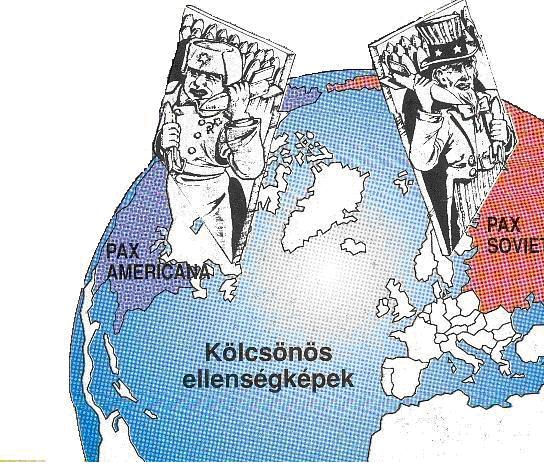 PAX
AMERICANA
PAX
SOVIET
Kölcsönös
ellenségképek